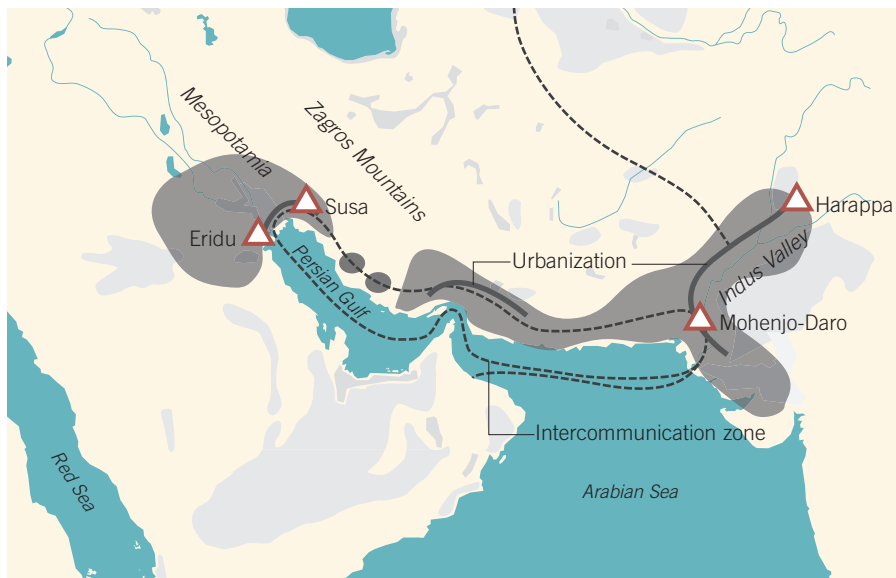 Mesopotamia
Zagros Mountains
Susa
Eridu
Persian Gulf
Urbanization
Harappa
Indus Valley
Mohenjo-Daro
Intercommunication zone
Red Sea
Arabian Sea